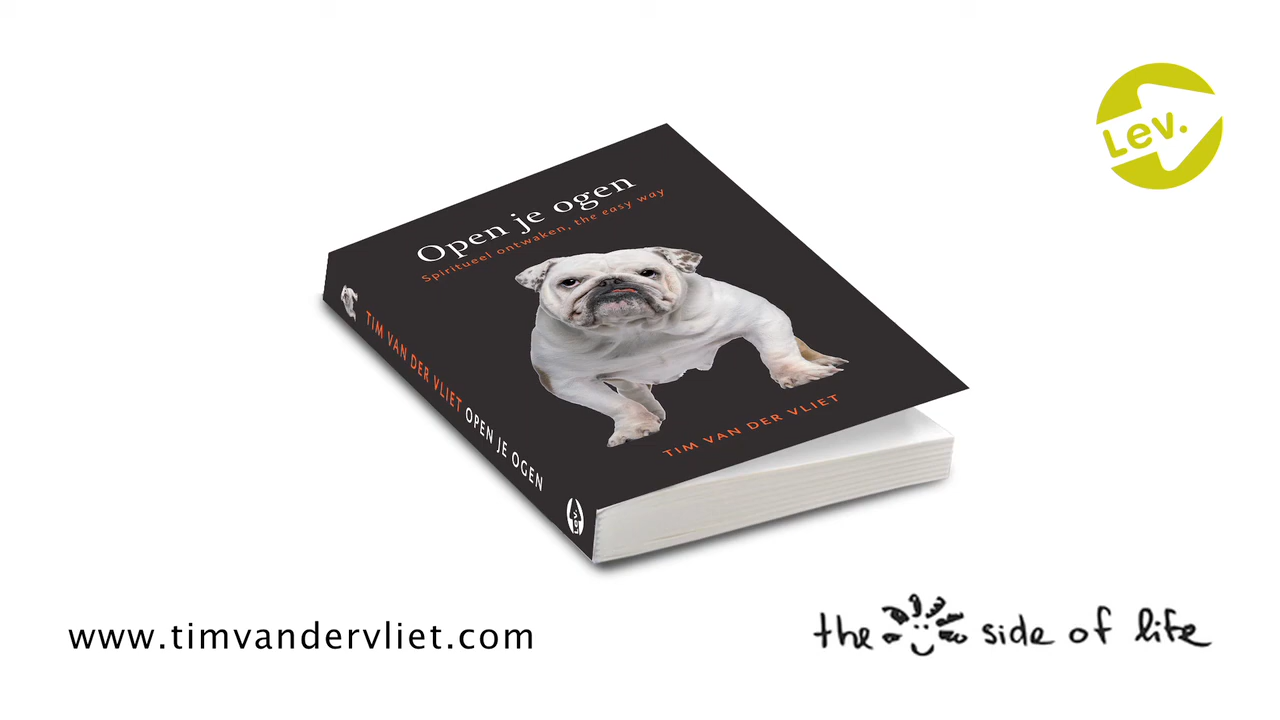 Lev.
Open je ogen
Spiritueel ontwaken, the easy way
TIM VAN DER VLIET
TIM VAN DER VLIET OPEN JE OGEN
Lev.
www.timvandervliet.com
the side of life